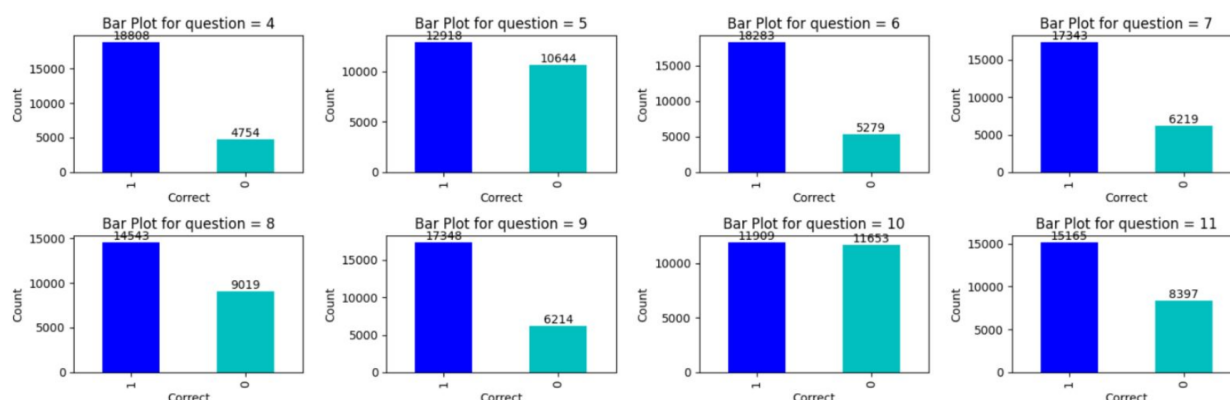 Bar Plot for question = 4
18808
15000
10000
5000
0
Count
4754
1
0
Correct
Bar Plot for question = 5
12918
10000
5000
0
Count
10644
1
0
Correct
Bar Plot for question = 6
18283
15000
10000
5000
0
Count
5279
1
0
Correct
Bar Plot for question = 7
17343
15000
10000
5000
0
Count
6219
1
0
Correct
Bar Plot for question = 8
14543
15000
10000
5000
0
Count
9019
1
0
Correct
Bar Plot for question = 9
17348
15000
10000
5000
0
Count
6214
1
0
Correct
Bar Plot for question = 10
11909
11653
10000
5000
0
Count
1
0
Correct
Bar Plot for question = 11
15165
15000
10000
5000
0
Count
8397
1
0
Correct